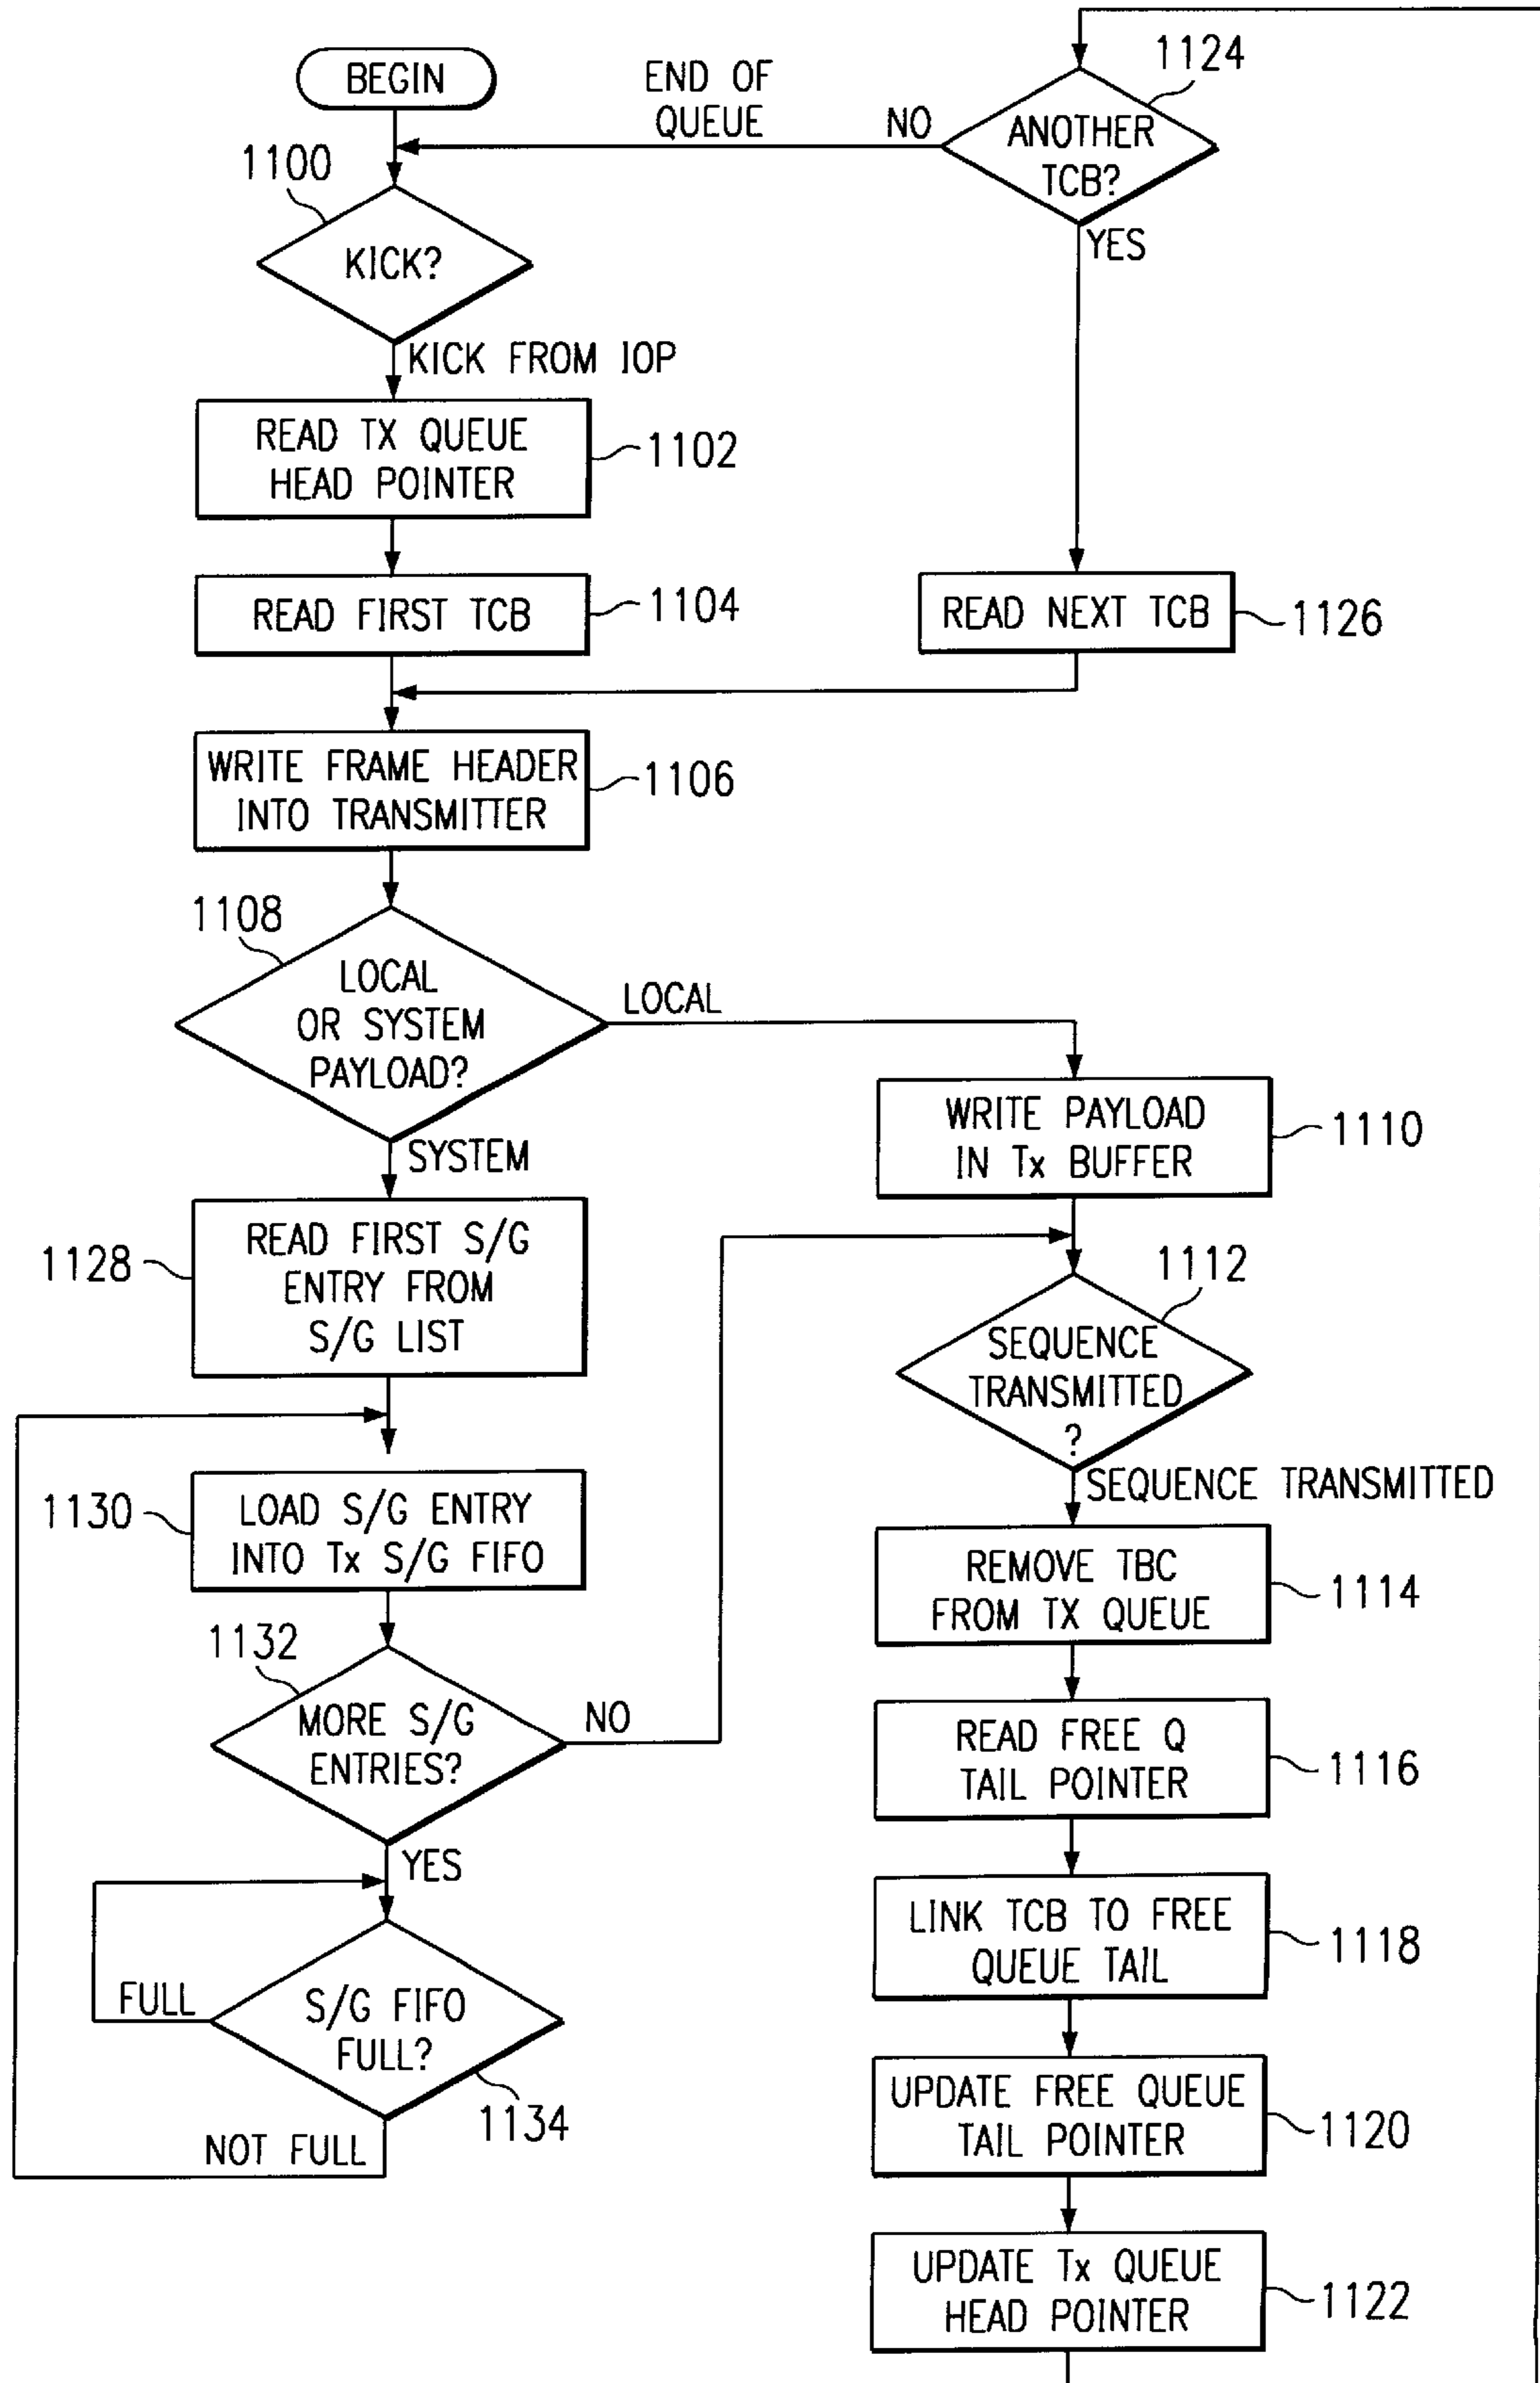 BEGIN
1100
KICK?
KICK FROM IOP
READ TX QUEUE
HEAD POINTER
1102
READ FIRST TCB
1104
WRITE FRAME HEADER
INTO TRANSMITTER
1106
1108
LOCAL
OR SYSTEM
PAYLOAD?
LOCAL
SYSTEM
READ FIRST S/G
ENTRY FROM
S/G LIST
1128
LOAD S/G ENTRY
INTO Tx S/G FIFO
1130
1132
MORE S/G
ENTRIES?
NO
YES
S/G FIFO
FULL?
FULL
1134
NOT FULL
END OF
QUEUE
NO
1124
ANOTHER
TCB?
YES
READ NEXT TCB
1126
WRITE PAYLOAD
IN Tx BUFFER
1110
1112
SEQUENCE
TRANSMITTED
?
SEQUENCE TRANSMITTED
REMOVE TBC
FROM TX QUEUE
1114
READ FREE Q
TAIL POINTER
1116
LINK TCB TO FREE
QUEUE TAIL
1118
UPDATE FREE QUEUE
TAIL POINTER
1120
UPDATE Tx QUEUE
HEAD POINTER
1122